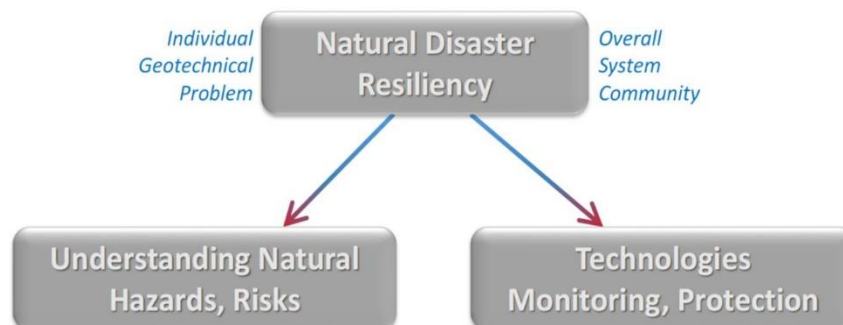 Individual
Geotechnical
Problem
Natural Disaster
Resiliency
Overall
System
Community
Understanding Natural
Hazards, Risks
Technologies
Monitoring, Protection